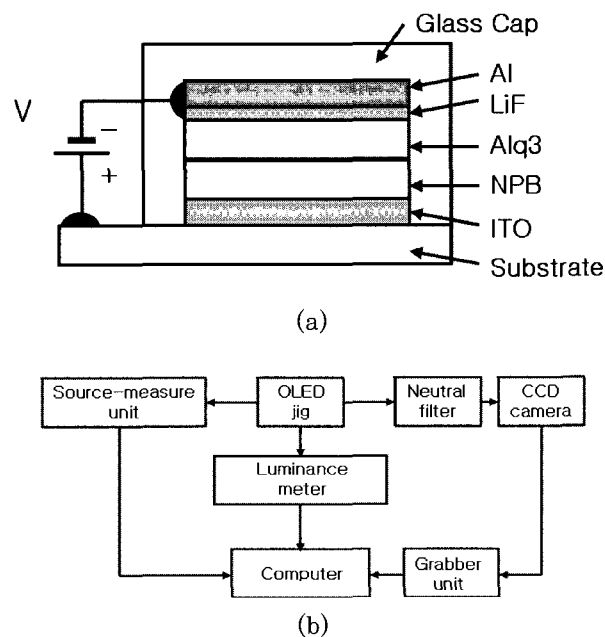 Glass Cap
Al
LiF
Alq3
NPB
ITO
Substrate
V
−
+
(a)
Source-measure
unit
OLED
jig
Neutral
filter
CCD
camera
Luminance
meter
Computer
Grabber
unit
(b)